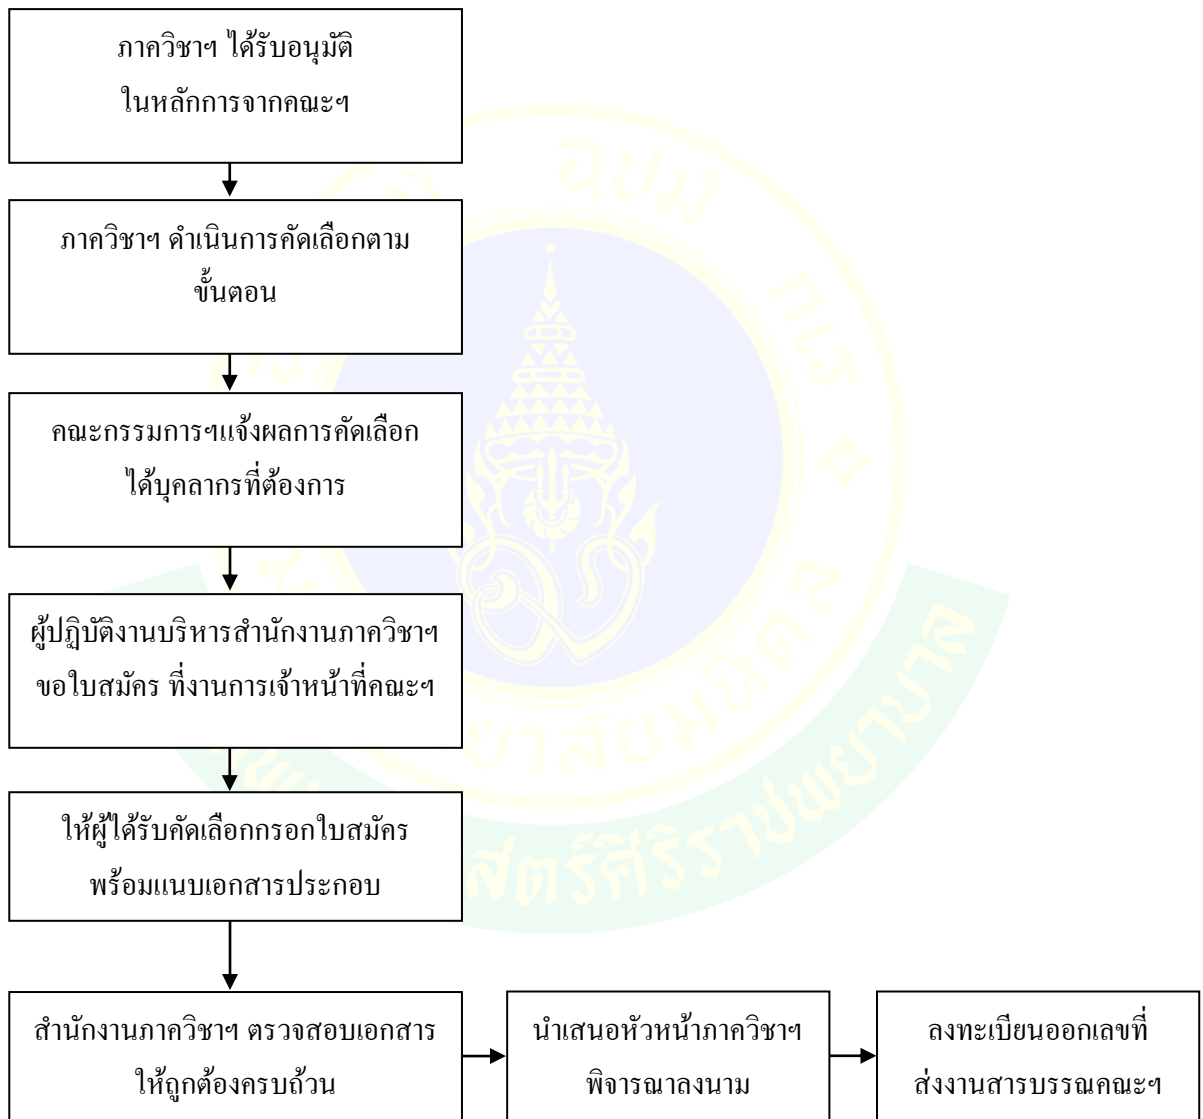 ภาควิชาฯ ได้รับอนุมัติ
ในหลักการจากคณะฯ
ภาควิชาฯ ดำเนินการคัดเลือกตาม
ขั้นตอน
คณะกรรมการฯแจ้งผลการคัดเลือก
ได้บุคลากรที่ต้องการ
ผู้ปฏิบัติงานบริหารสำนักงานภาควิชาฯ
ขอใบสมัคร ที่งานการเจ้าหน้าที่คณะฯ
ให้ผู้ได้รับคัดเลือกกรอกใบสมัคร
พร้อมแนบเอกสารประกอบ
สำนักงานภาควิชาฯ ตรวจสอบเอกสาร
ให้ถูกต้องครบถ้วน
นำเสนอหัวหน้าภาควิชาฯ
พิจารณาลงนาม
ลงทะเบียนออกเลขที่
ส่งงานสารบรรณคณะฯ